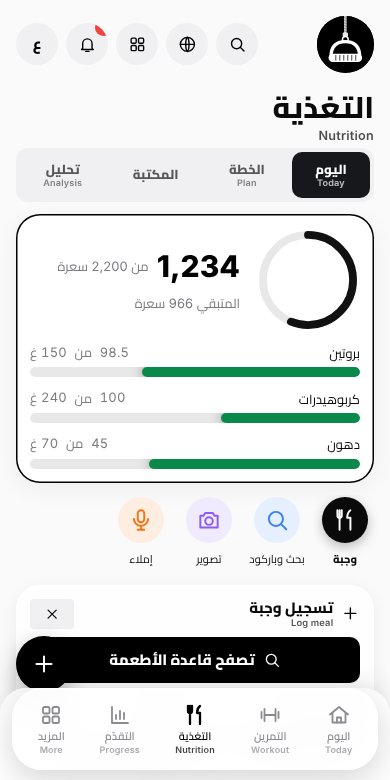 ع
التغذية
Nutrition
اليوم
Today
الخطة
Plan
المكتبة
تحليل
Analysis
1,234 من 2,200 سعرة
المتبقي 966 سعرة
بروتين 98.5 من 150 غ
كربوهيدرات 100 من 240 غ
دهون 45 من 70 غ
وجبة
بحث وباركود
تصوير
إملاء
تسجيل وجبة
Log meal
تصفح قاعدة الأطعمة
اليوم
Today
التمرين
Workout
التغذية
Nutrition
التقدّم
Progress
المزيد
More